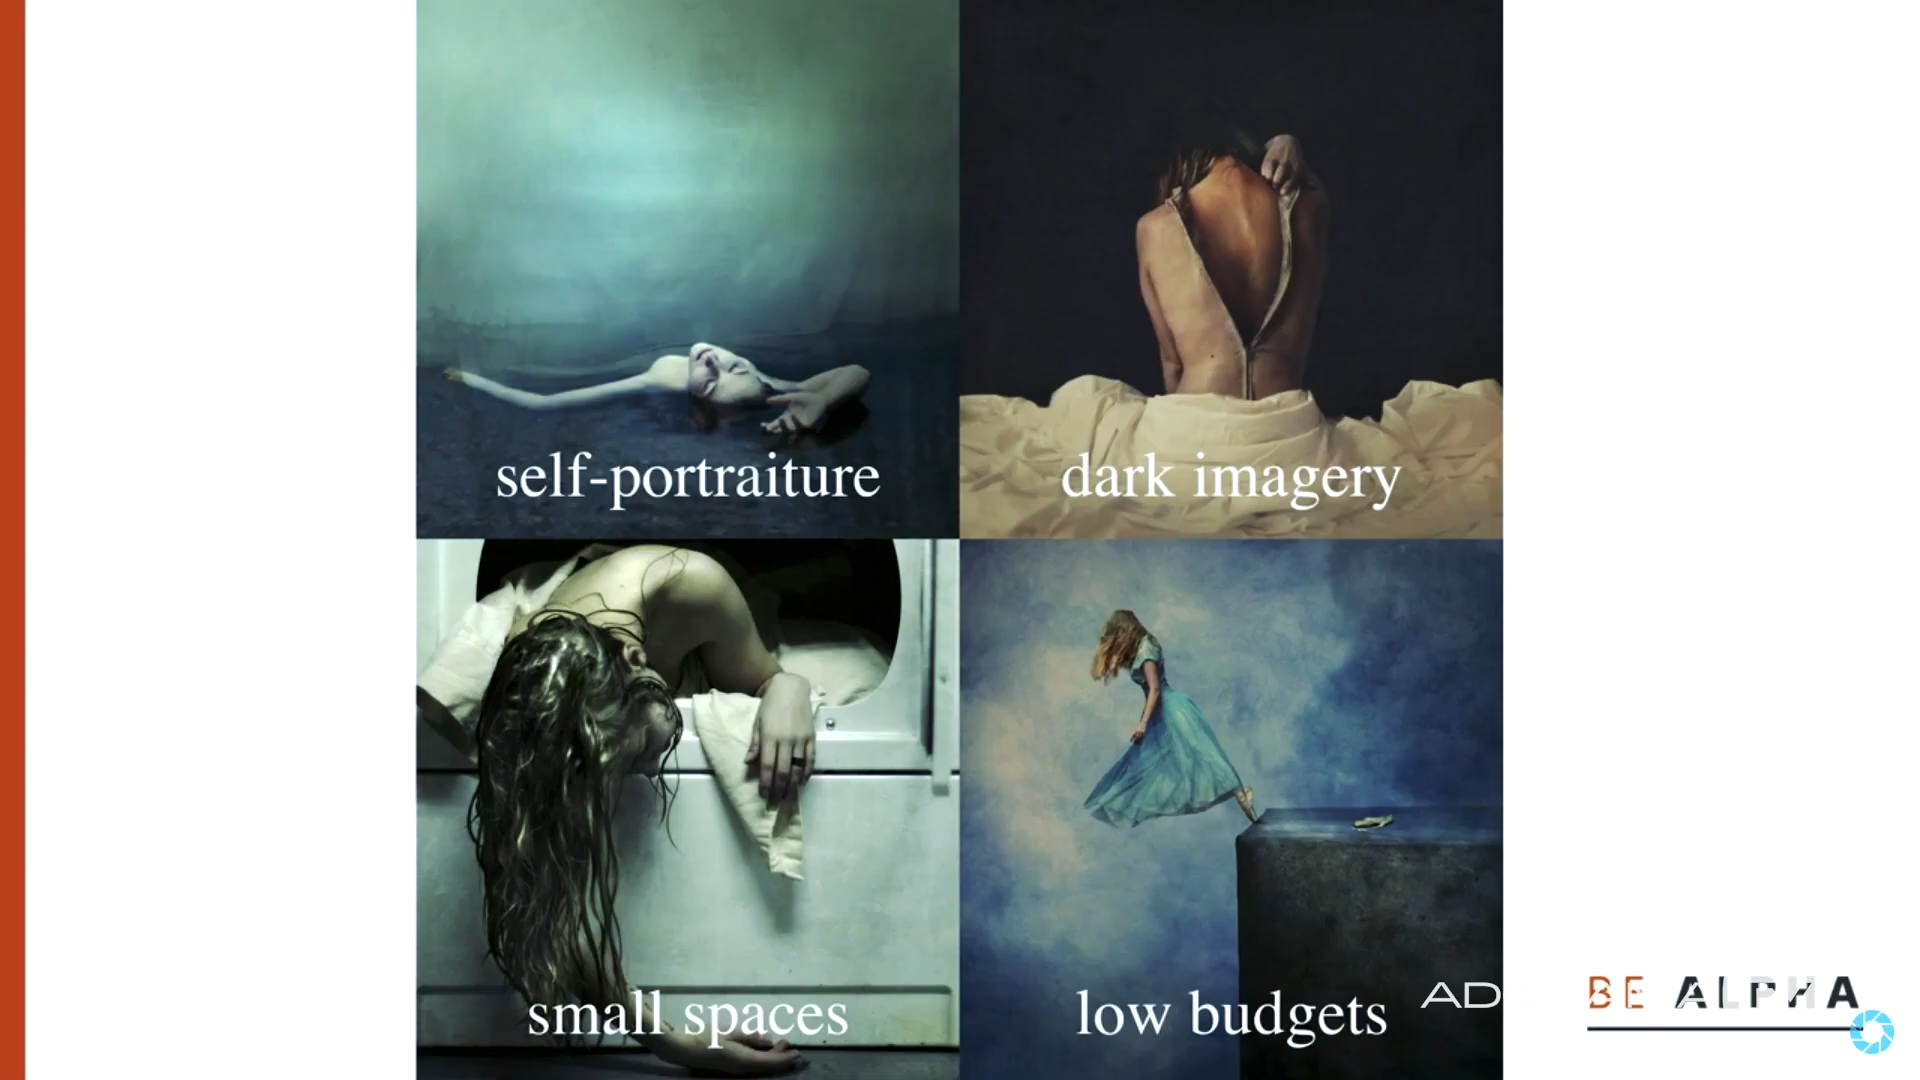 self-portraiture
dark imagery
small spaces
low budgets
AD
BE ALPHA